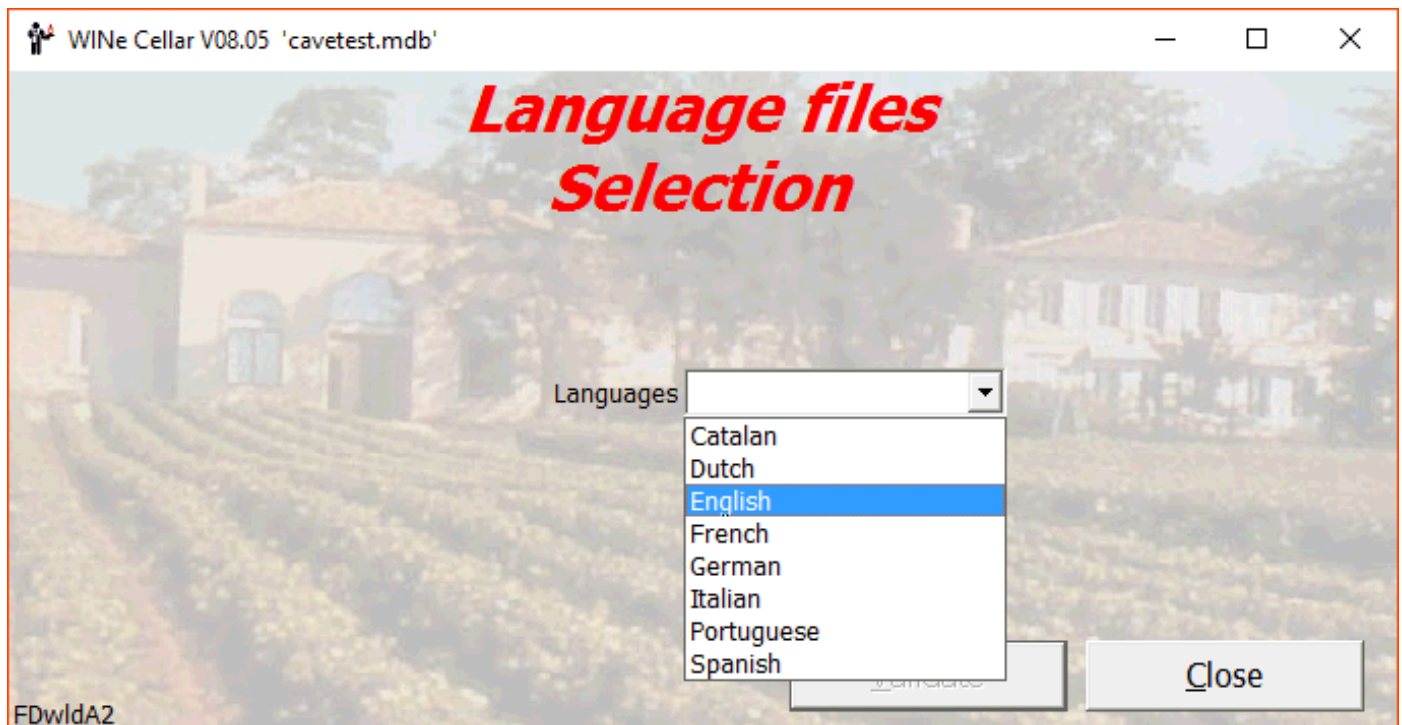 WINe Cellar V08.05 'cavetest.mdb'
Language files
Selection
Languages
Catalan
Dutch
English
French
German
Italian
Portuguese
Spanish
Close
FDwldA2